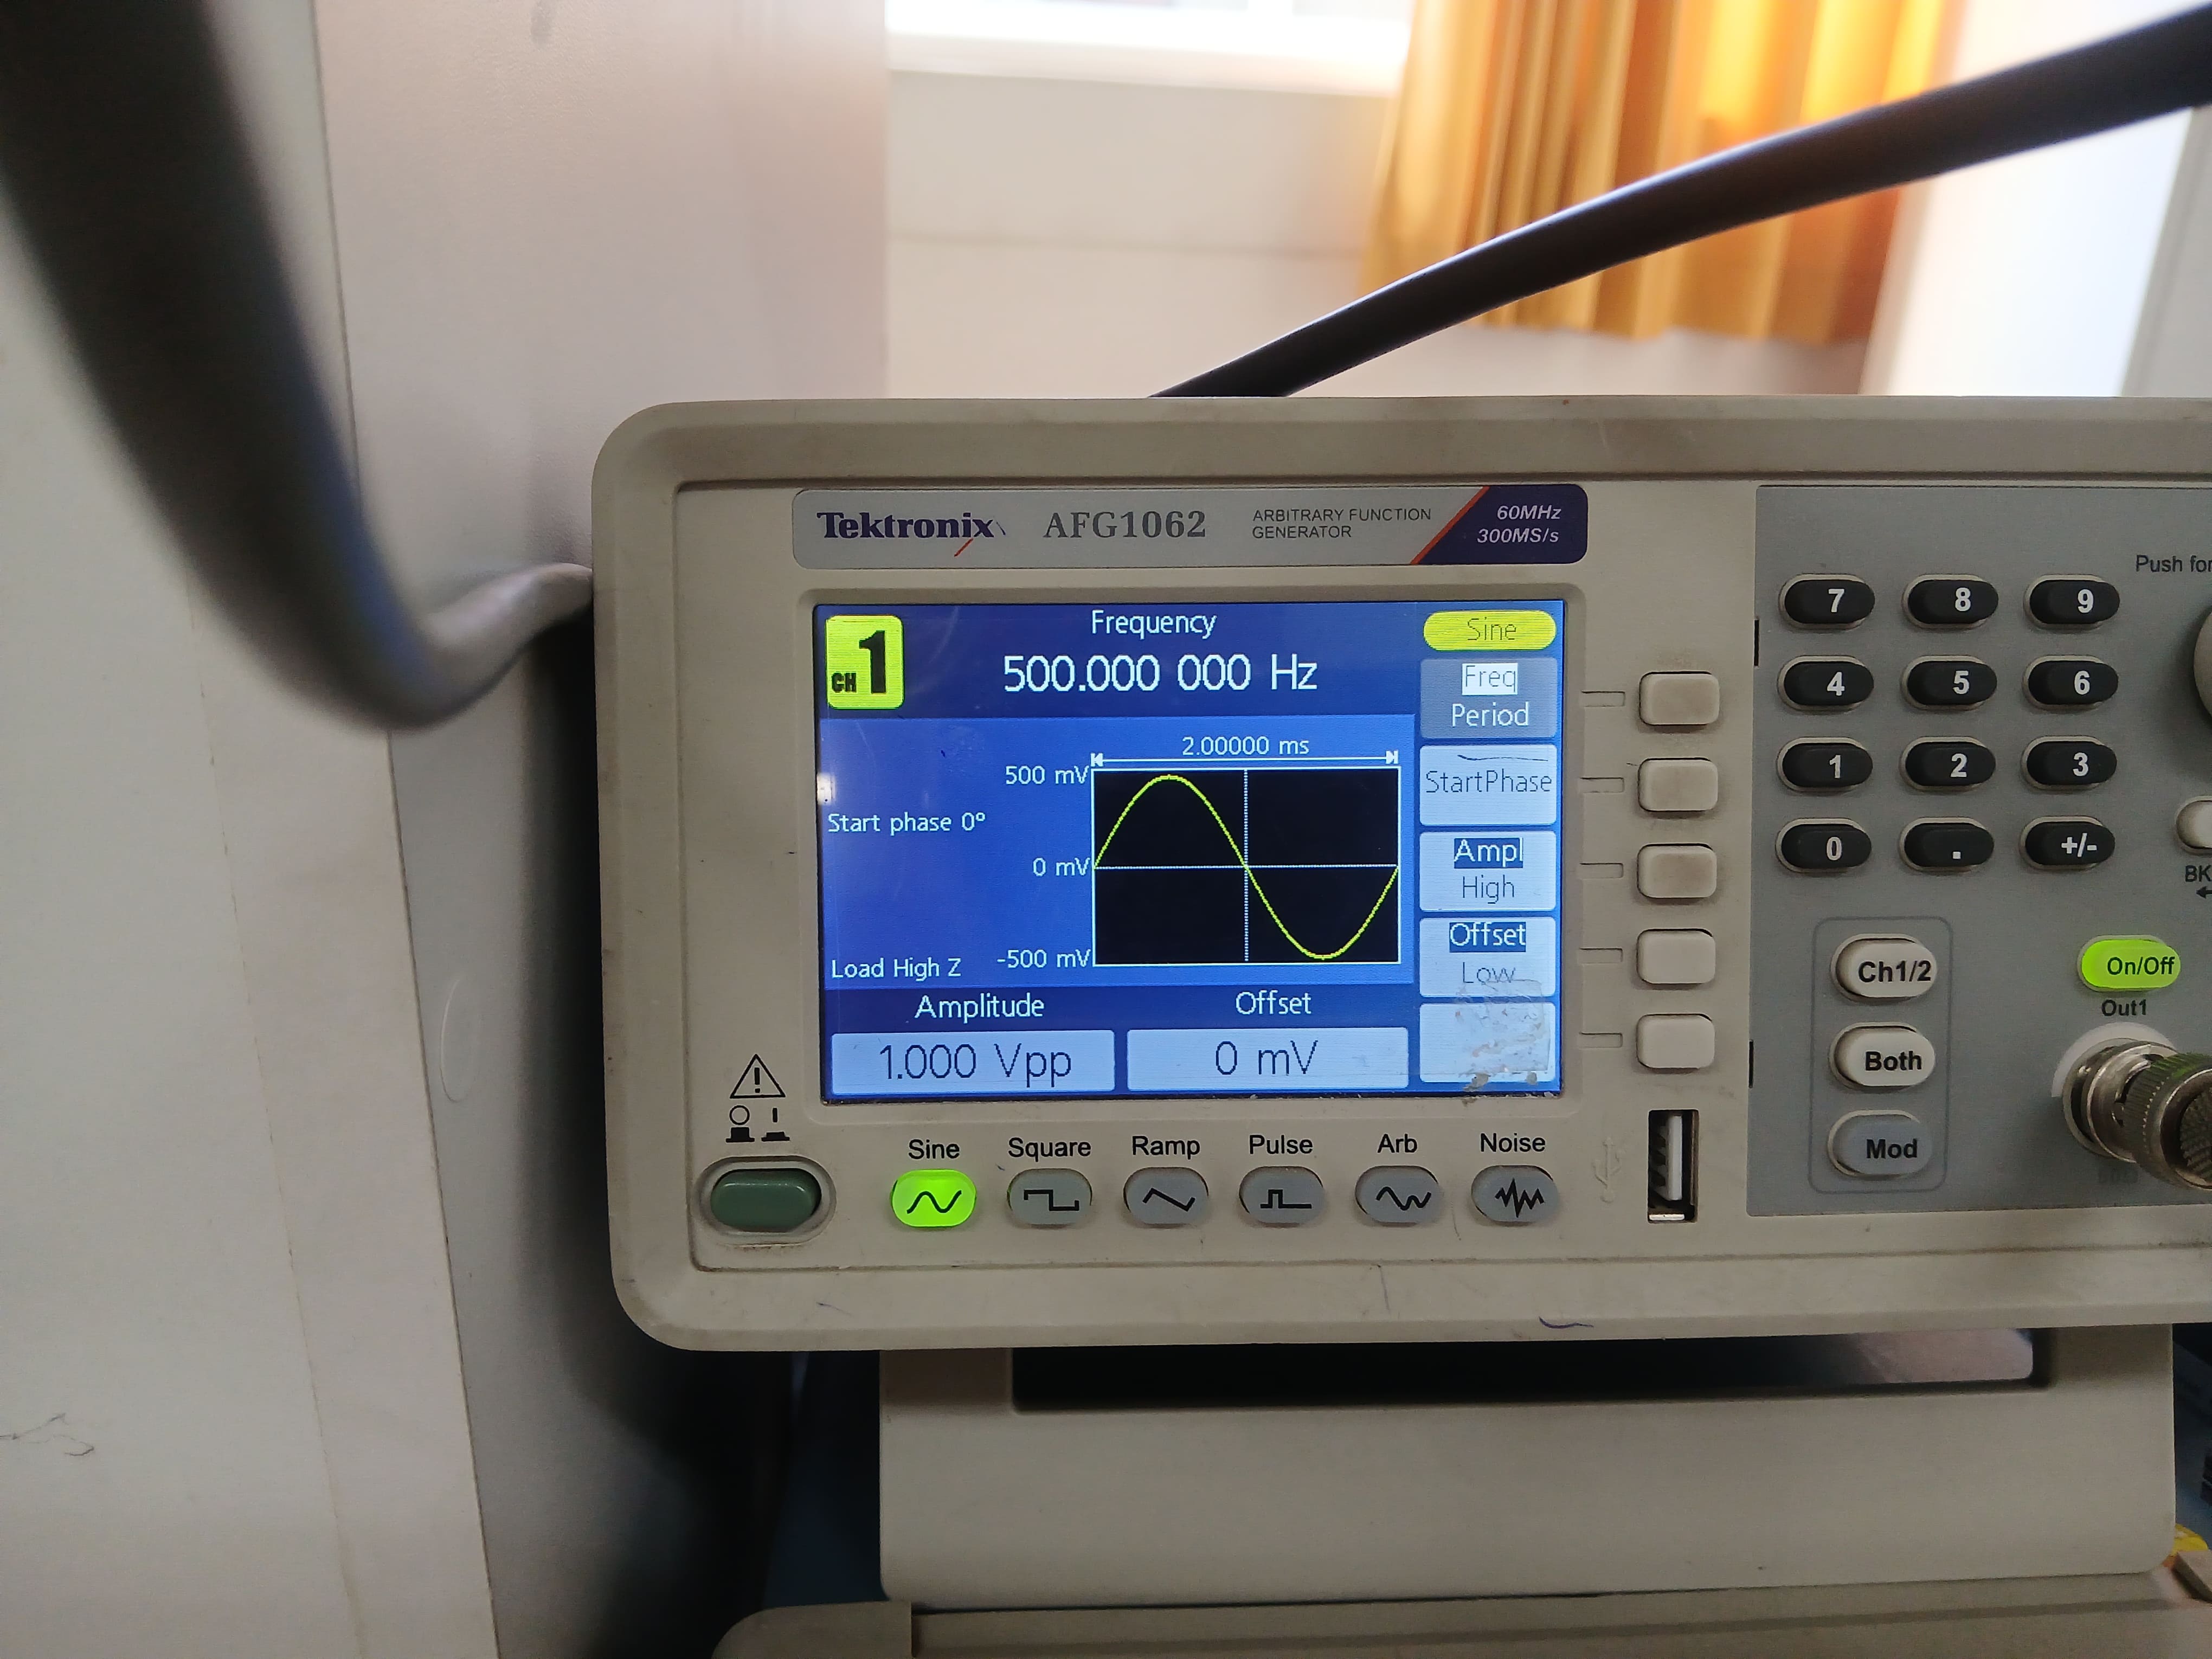 Tektronix AFG1062 ARBITRARY FUNCTION GENERATOR 60MHz 300MS/s
Push for
CH 1
Frequency
500.000 000 Hz
Sine
Freq
Period
2.00000 ms
500 mV
StartPhase
Start phase 0°
0 mV
Ampl
High
Offset
Low
Load High Z
-500 mV
Amplitude
Offset
1.000 Vpp
0 mV
7 8 9
4 5 6
1 2 3
0 . +/-
BK
Ch1/2
On/Off
Out1
Both
Mod
Sine Square Ramp Pulse Arb Noise